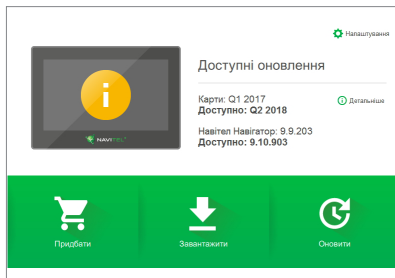 Налаштування
Доступні оновлення
Карти: Q1 2017
Детальніше
Доступно: Q2 2018
Навітел Навігатор: 9.9.203
Доступно: 9.10.903
NAVITEL
Придбати
Завантажити
Оновити